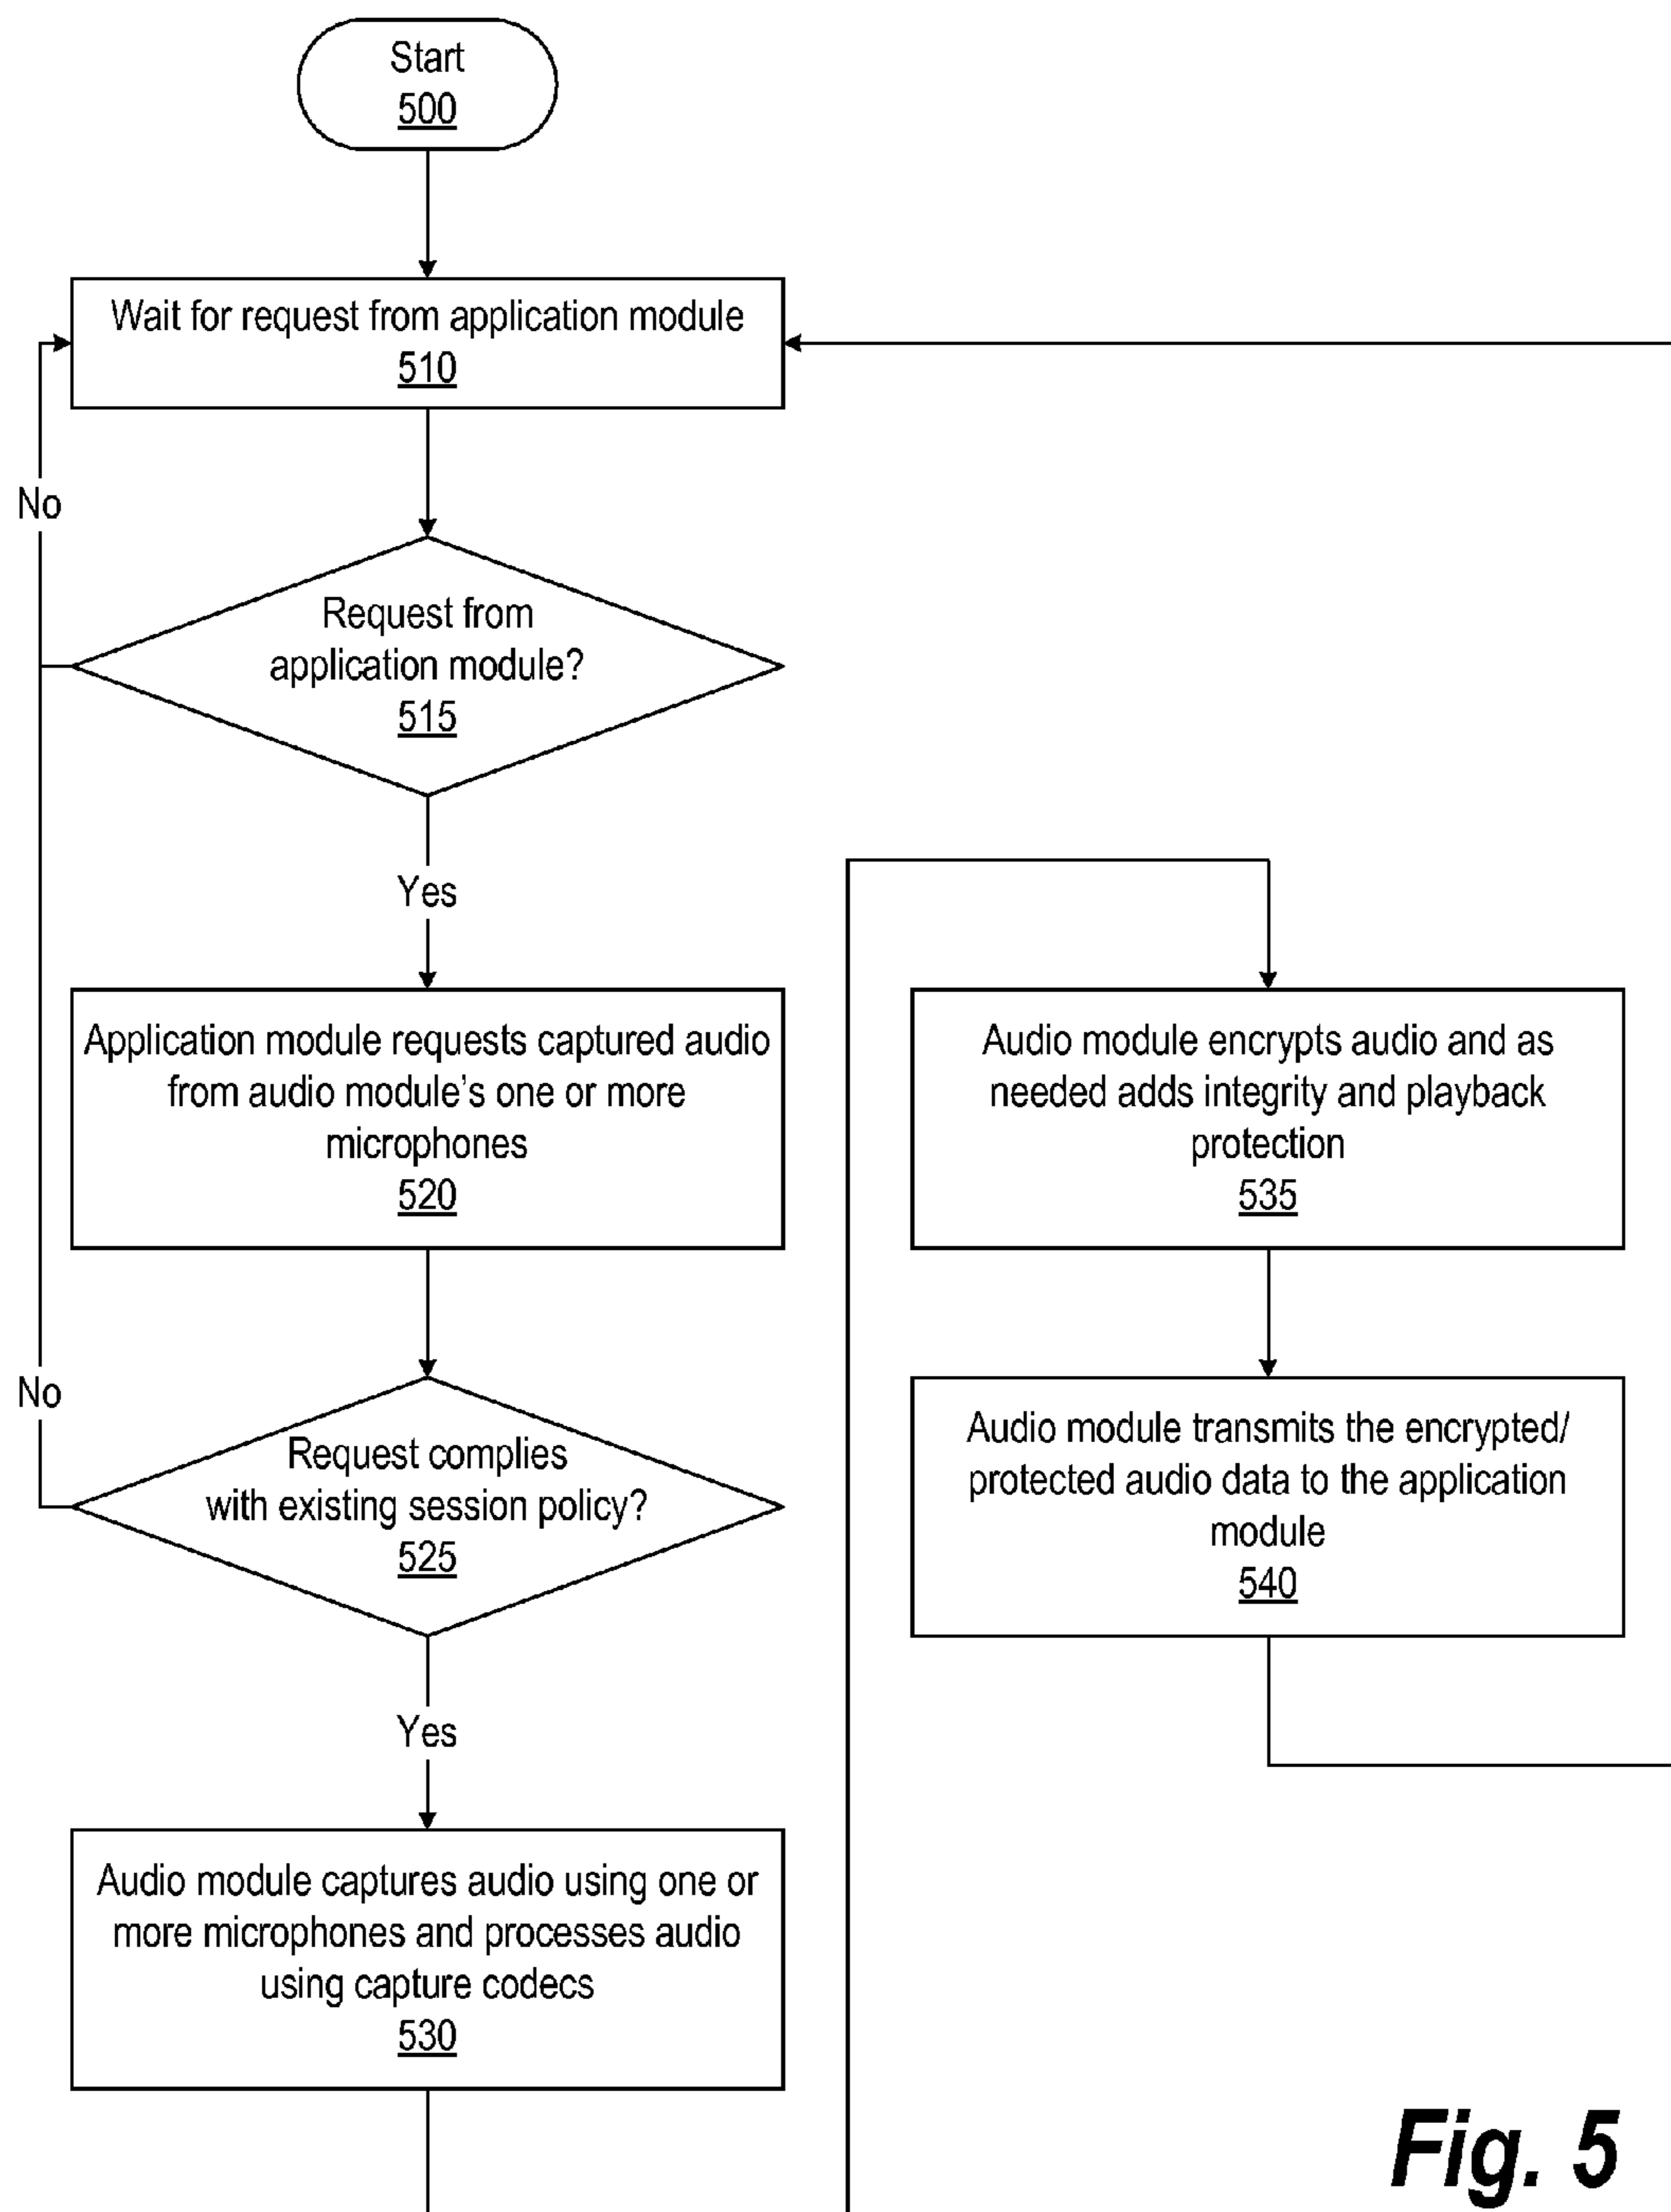 Start
500
Wait for request from application module
510
No
Request from
application module?
515
Yes
Application module requests captured audio
from audio module's one or more
microphones
520
No
Request complies
with existing session policy?
525
Yes
Audio module captures audio using one or
more microphones and processes audio
using capture codecs
530
Audio module encrypts audio and as
needed adds integrity and playback
protection
535
Audio module transmits the encrypted/
protected audio data to the application
module
540
Fig. 5